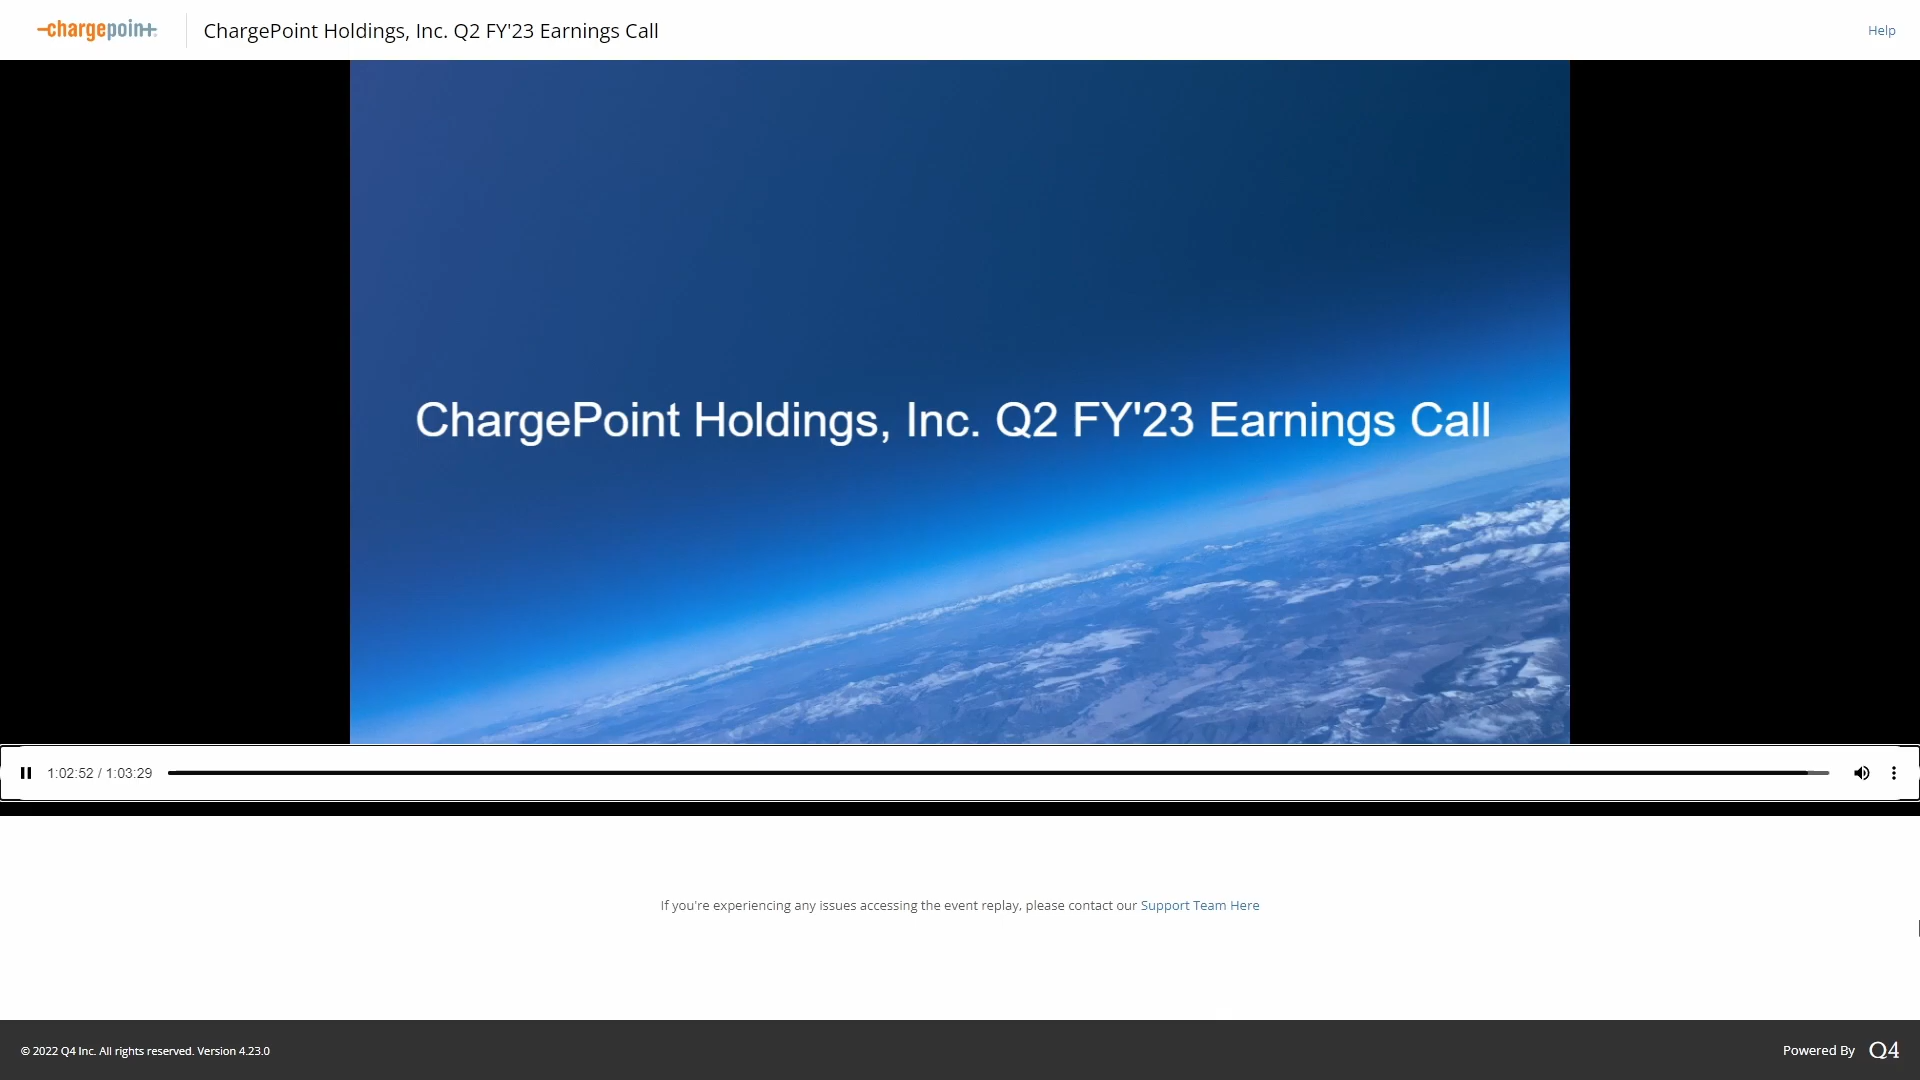 chargepoint
ChargePoint Holdings, Inc. Q2 FY'23 Earnings Call
Help
ChargePoint Holdings, Inc. Q2 FY'23 Earnings Call
1:02:52 / 1:03:29
If you're experiencing any issues accessing the event replay, please contact our Support Team Here
© 2022 Q4 Inc. All rights reserved. Version 4.23.0
Powered By Q4